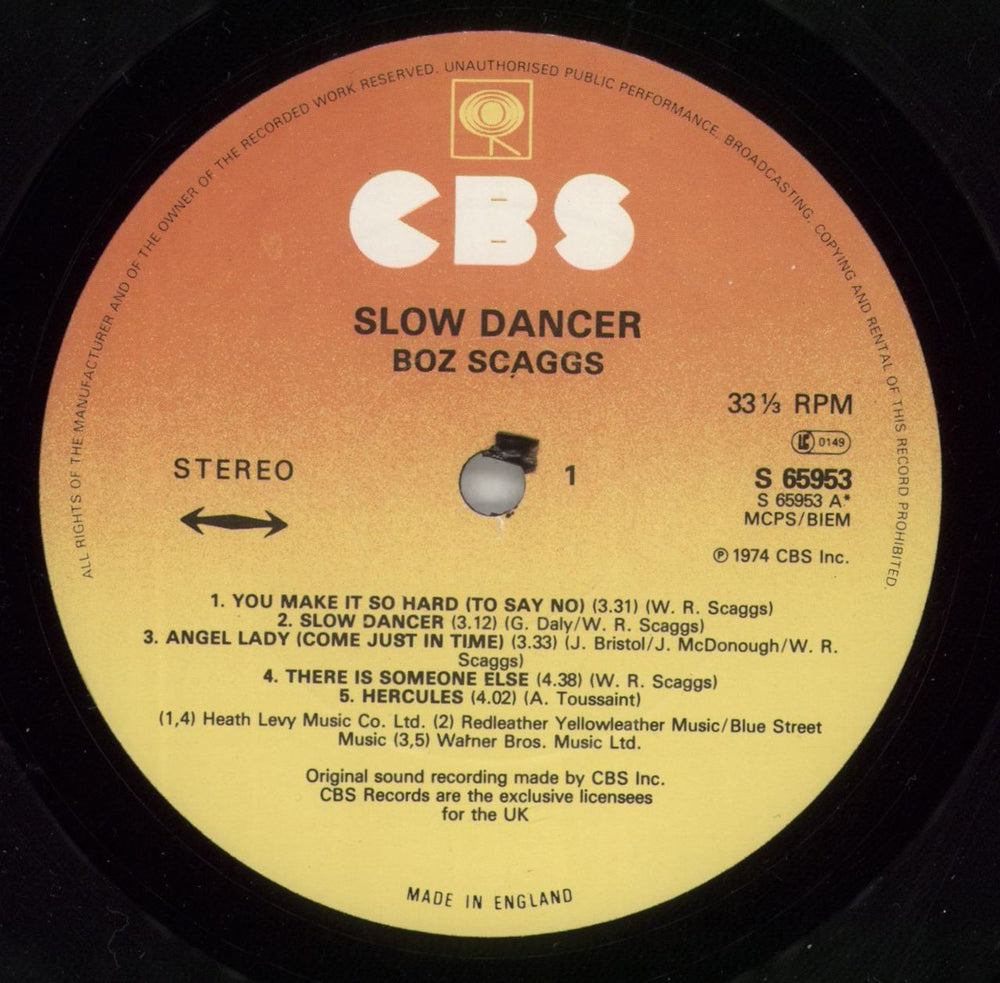 ALL RIGHTS OF THE MANUFACTURER AND OF THE OWNER OF THE RECORDED WORK RESERVED. UNAUTHORISED PUBLIC PERFORMANCE, BROADCASTING, COPYING AND RENTAL OF THIS RECORD PROHIBITED.
CBS
SLOW DANCER
BOZ SCAGGS
33⅓ RPM
LC 0149
STEREO
1
S 65953
S 65953 A*
MCPS/BIEM
℗ 1974 CBS Inc.
1. YOU MAKE IT SO HARD (TO SAY NO) (3.31) (W. R. Scaggs)
2. SLOW DANCER (3.12) (G. Daly/W. R. Scaggs)
3. ANGEL LADY (COME JUST IN TIME) (3.33) (J. Bristol/J. McDonough/W. R.
Scaggs)
4. THERE IS SOMEONE ELSE (4.38) (W. R. Scaggs)
5. HERCULES (4.02) (A. Toussaint)
(1,4) Heath Levy Music Co. Ltd. (2) Redleather Yellowleather Music/Blue Street
Music (3,5) Warner Bros. Music Ltd.
Original sound recording made by CBS Inc.
CBS Records are the exclusive licensees
for the UK
MADE IN ENGLAND